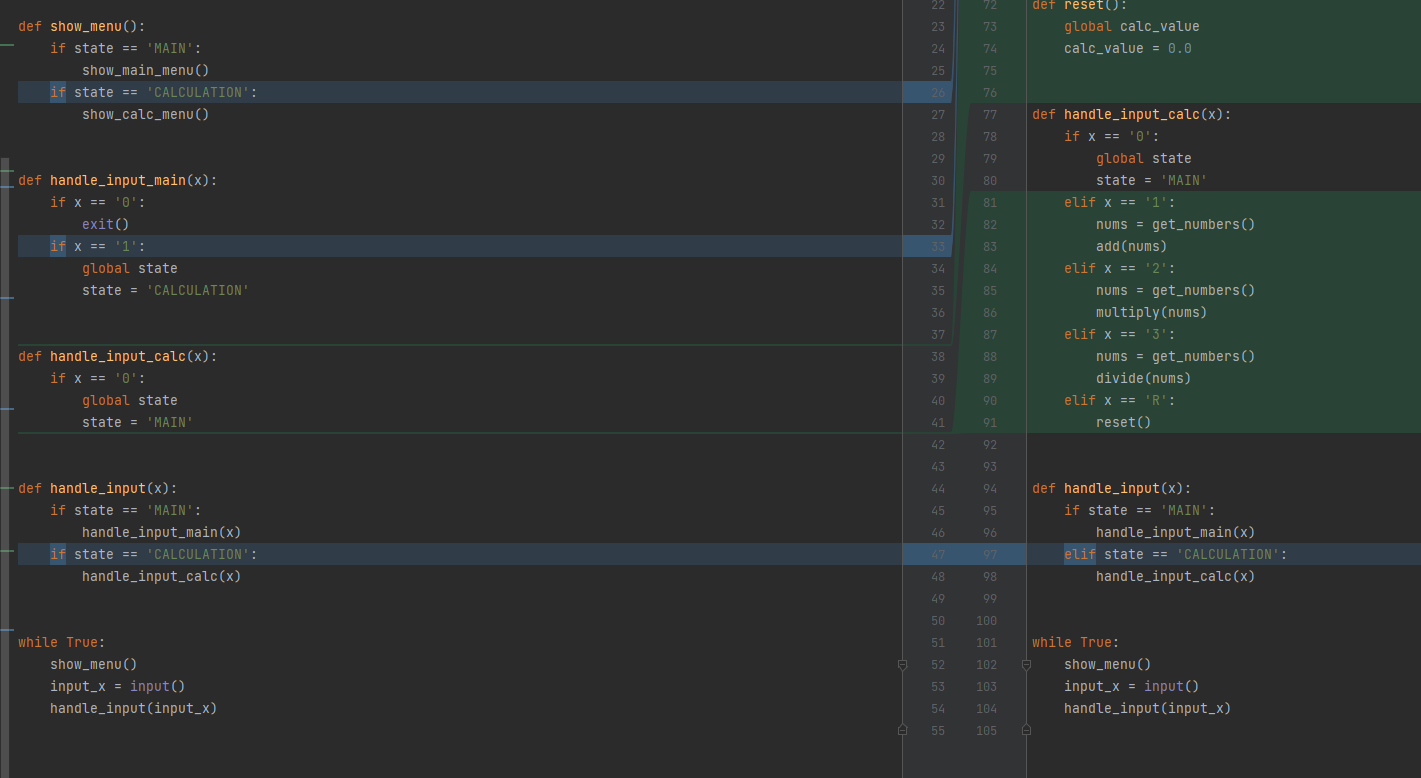 def show_menu():
    if state == 'MAIN':
        show_main_menu()
    if state == 'CALCULATION':
        show_calc_menu()
def handle_input_main(x):
    if x == '0':
        exit()
    if x == '1':
        global state
        state = 'CALCULATION'
def handle_input_calc(x):
    if x == '0':
        global state
        state = 'MAIN'
def handle_input(x):
    if state == 'MAIN':
        handle_input_main(x)
    if state == 'CALCULATION':
        handle_input_calc(x)
while True:
    show_menu()
    input_x = input()
    handle_input(input_x)
22 72
23 73
24 74
25 75
26 76
27 77
28 78
29 79
30 80
31 81
32 82
33 83
34 84
35 85
36 86
37 87
38 88
39 89
40 90
41 91
42 92
43 93
44 94
45 95
46 96
47 97
48 98
49 99
50 100
51 101
52 102
53 103
54 104
55 105
def reset():
    global calc_value
    calc_value = 0.0
def handle_input_calc(x):
    if x == '0':
        global state
        state = 'MAIN'
    elif x == '1':
        nums = get_numbers()
        add(nums)
    elif x == '2':
        nums = get_numbers()
        multiply(nums)
    elif x == '3':
        nums = get_numbers()
        divide(nums)
    elif x == 'R':
        reset()
def handle_input(x):
    if state == 'MAIN':
        handle_input_main(x)
    elif state == 'CALCULATION':
        handle_input_calc(x)
while True:
    show_menu()
    input_x = input()
    handle_input(input_x)